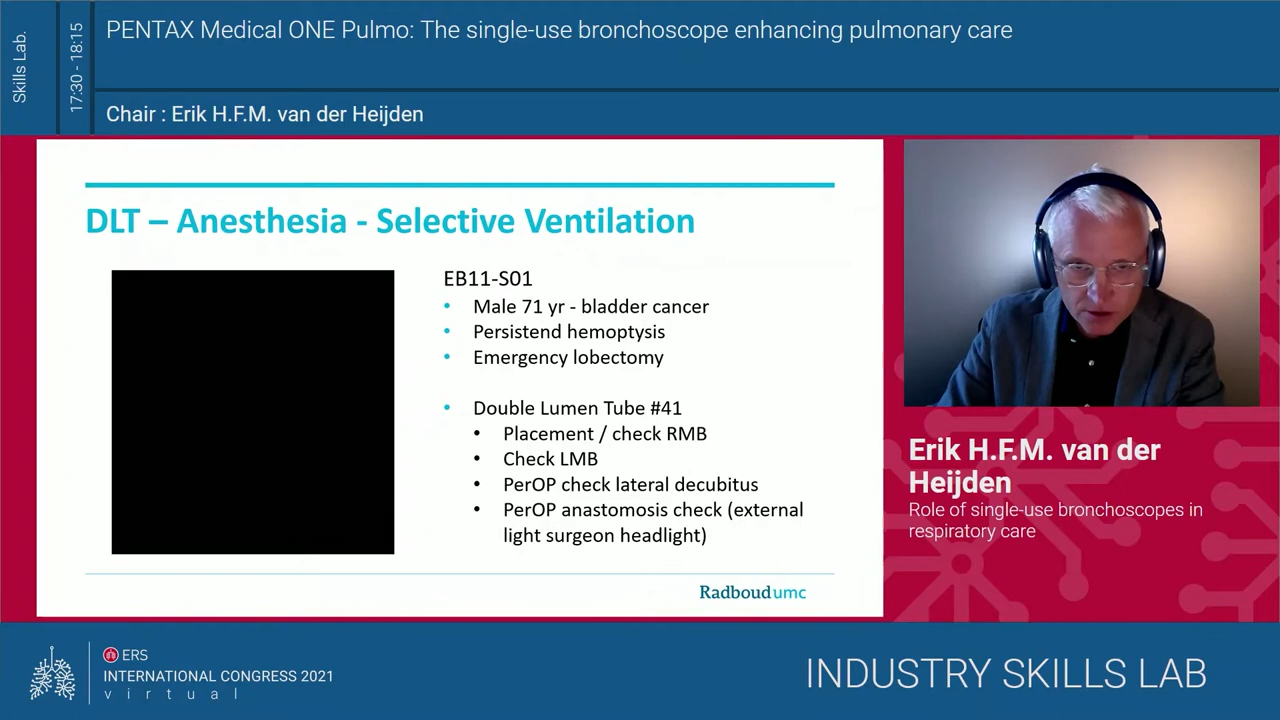 Skills Lab.
17:30 - 18:15
PENTAX Medical ONE Pulmo: The single-use bronchoscope enhancing pulmonary care
Chair : Erik H.F.M. van der Heijden
DLT – Anesthesia - Selective Ventilation
EB11-S01
• Male 71 yr - bladder cancer
• Persistend hemoptysis
• Emergency lobectomy
• Double Lumen Tube #41
• Placement / check RMB
• Check LMB
• PerOP check lateral decubitus
• PerOP anastomosis check (external
light surgeon headlight)
Radboudumc
Erik H.F.M. van der
Heijden
Role of single-use bronchoscopes in
respiratory care
ERS
INTERNATIONAL CONGRESS 2021
virtual
INDUSTRY SKILLS LAB